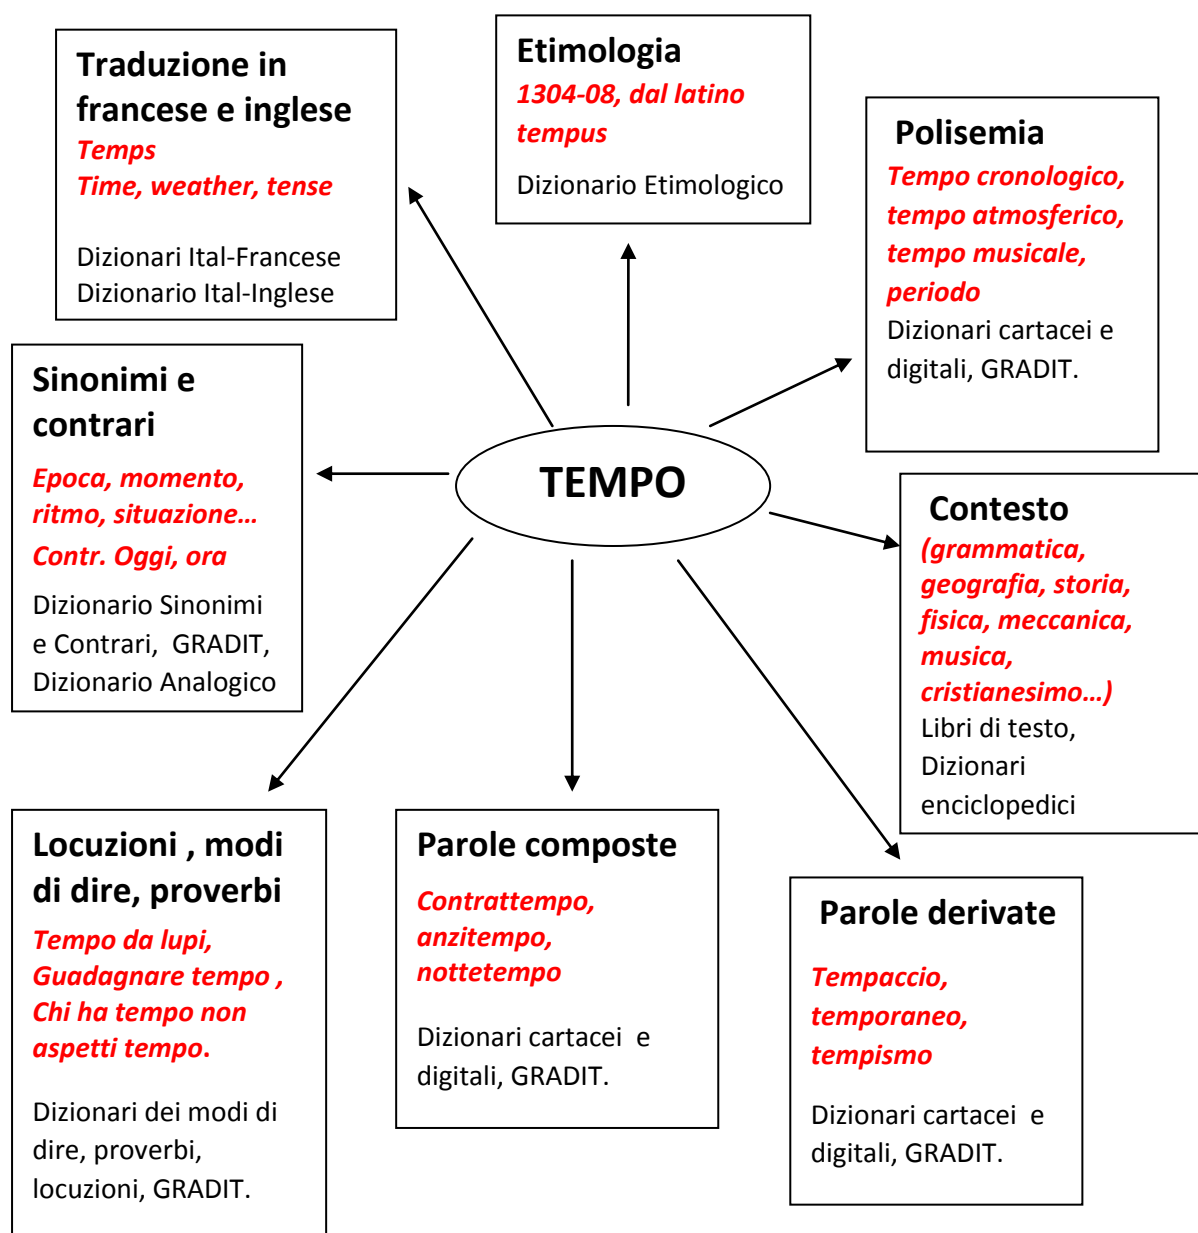 Traduzione in
francese e inglese
Temps
Time, weather, tense
Dizionari Ital-Francese
Dizionario Ital-Inglese
Etimologia
1304-08, dal latino
tempus
Dizionario Etimologico
Polisemia
Tempo cronologico,
tempo atmosferico,
tempo musicale,
periodo
Dizionari cartacei e
digitali, GRADIT.
Sinonimi e
contrari
Epoca, momento,
ritmo, situazione…
Contr. Oggi, ora
Dizionario Sinonimi
e Contrari, GRADIT,
Dizionario Analogico
TEMPO
Contesto
(grammatica,
geografia, storia,
fisica, meccanica,
musica,
cristianesimo…)
Libri di testo,
Dizionari
enciclopedici
Locuzioni , modi
di dire, proverbi
Tempo da lupi,
Guadagnare tempo ,
Chi ha tempo non
aspetti tempo.
Dizionari dei modi di
dire, proverbi,
locuzioni, GRADIT.
Parole composte
Contrattempo,
anzitempo,
nottetempo
Dizionari cartacei e
digitali, GRADIT.
Parole derivate
Tempaccio,
temporaneo,
tempismo
Dizionari cartacei e
digitali, GRADIT.